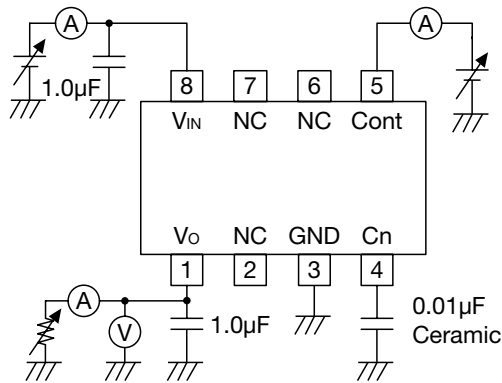 A
A
1.0µF
8 7 6 5
VIN NC NC Cont
VO NC GND Cn
1 2 3 4
A
V
1.0µF
0.01µF
Ceramic